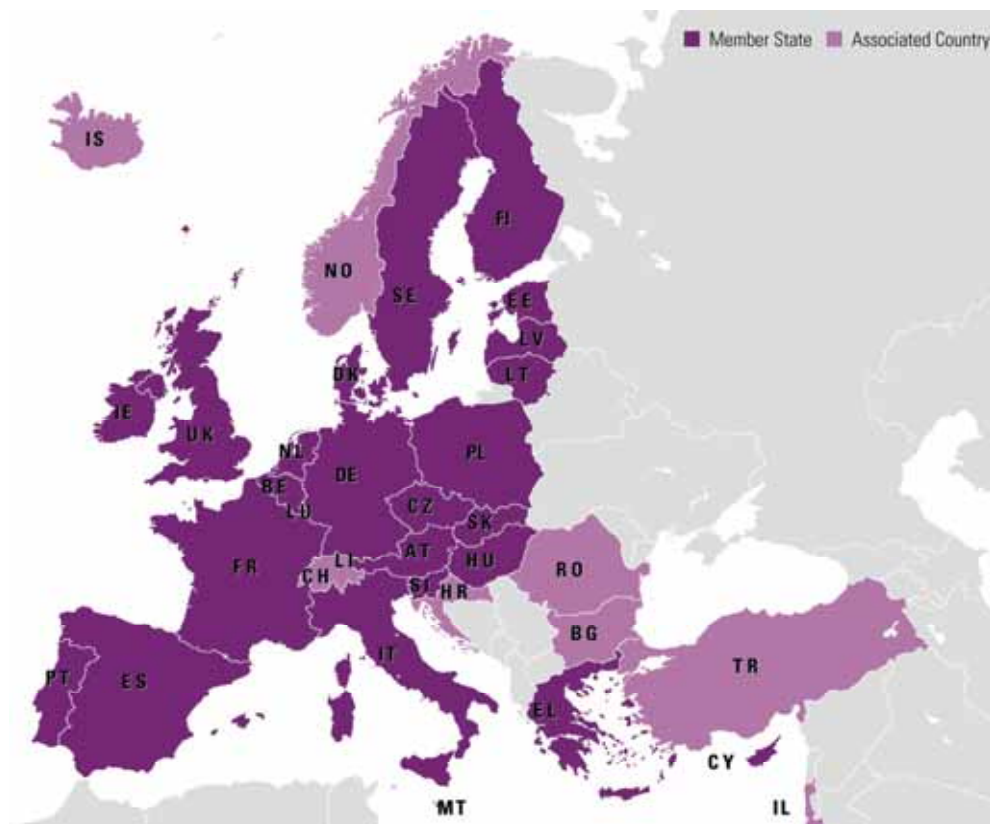 Member State Associated Country
IS
FI
NO
SE
EE
LV
DK
LT
IE
UK
NL
PL
DE
BE
CZ
LU
SK
AT
LI
HU
FR
RO
CH
SI
HR
BG
IT
TR
PT
ES
EL
CY
MT
IL